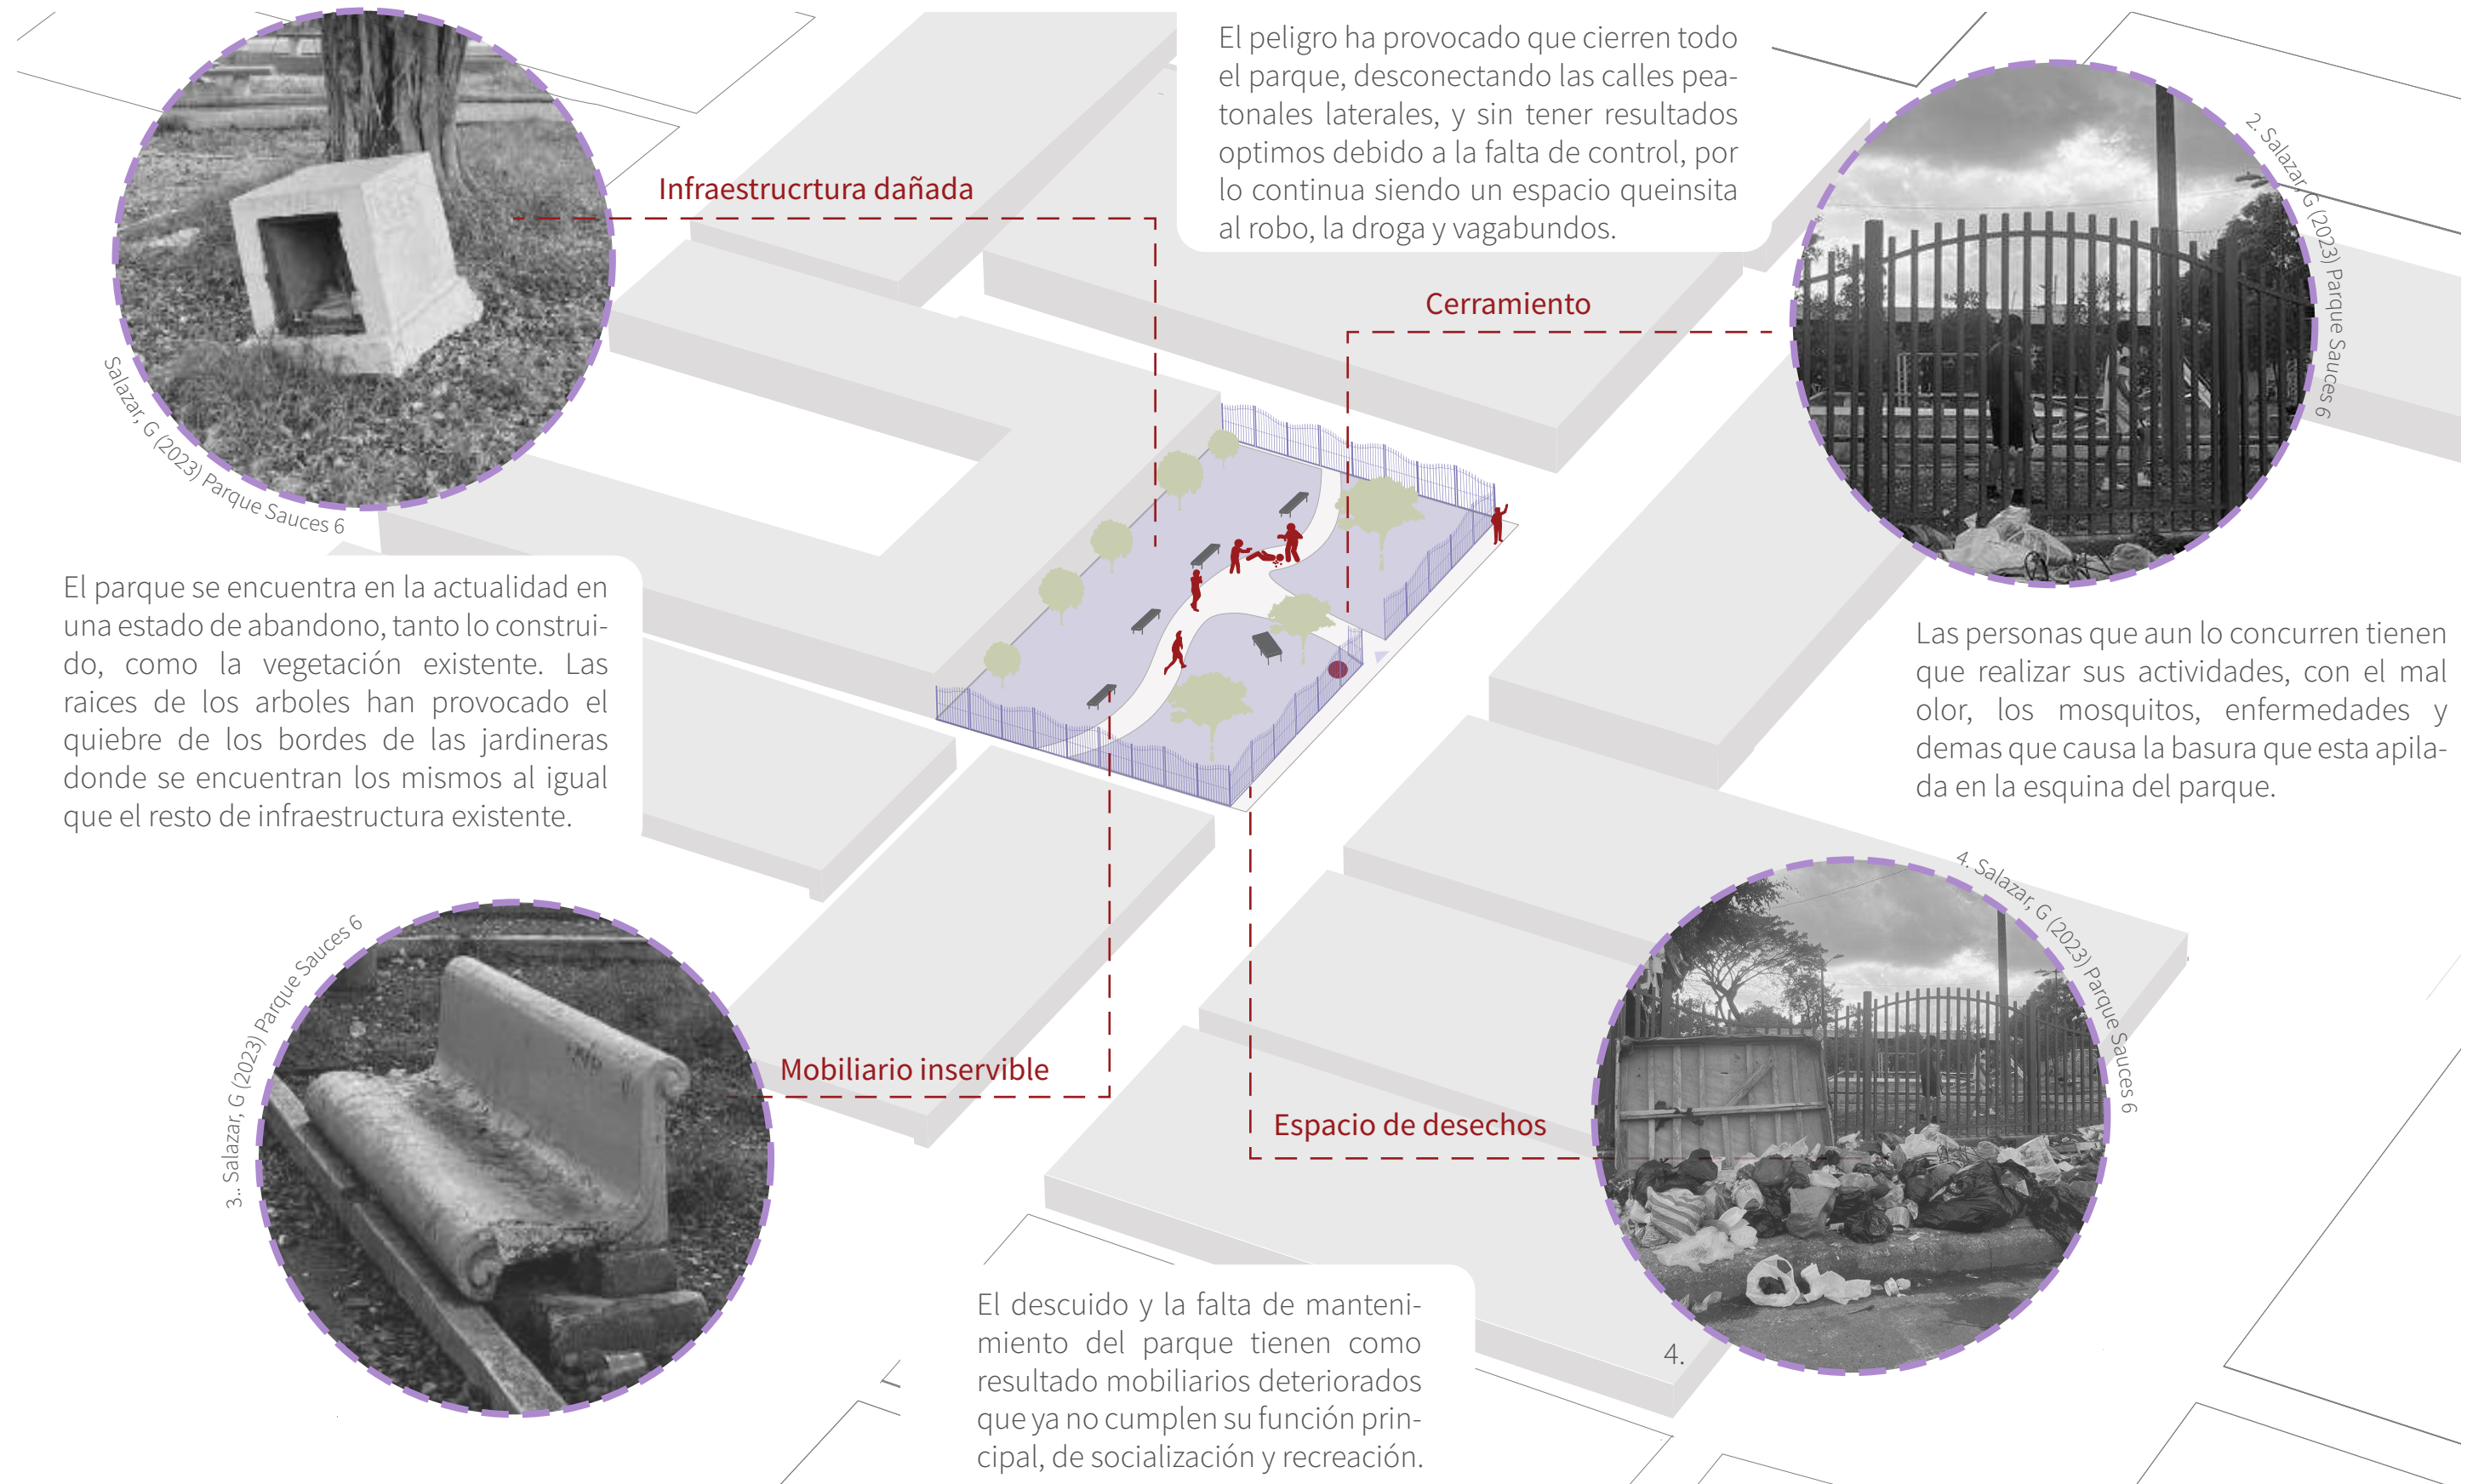 El peligro ha provocado que cierren todo
el parque, desconectando las calles pea-
tonales laterales, y sin tener resultados
optimos debido a la falta de control, por
lo continua siendo un espacio queinsita
al robo, la droga y vagabundos.
Infraestrucrtura dañada
Cerramiento
2. Salazar, G (2023) Parque Sauces 6
Salazar, G (2023) Parque Sauces 6
El parque se encuentra en la actualidad en
una estado de abandono, tanto lo construi-
do, como la vegetación existente. Las
raices de los arboles han provocado el
quiebre de los bordes de las jardineras
donde se encuentran los mismos al igual
que el resto de infraestructura existente.
Las personas que aun lo concurren tienen
que realizar sus actividades, con el mal
olor, los mosquitos, enfermedades y
demas que causa la basura que esta apila-
da en la esquina del parque.
3.. Salazar, G (2023) Parque Sauces 6
Mobiliario inservible
Espacio de desechos
4. Salazar, G (2023) Parque Sauces 6
4.
El descuido y la falta de manteni-
miento del parque tienen como
resultado mobiliarios deteriorados
que ya no cumplen su función prin-
cipal, de socialización y recreación.